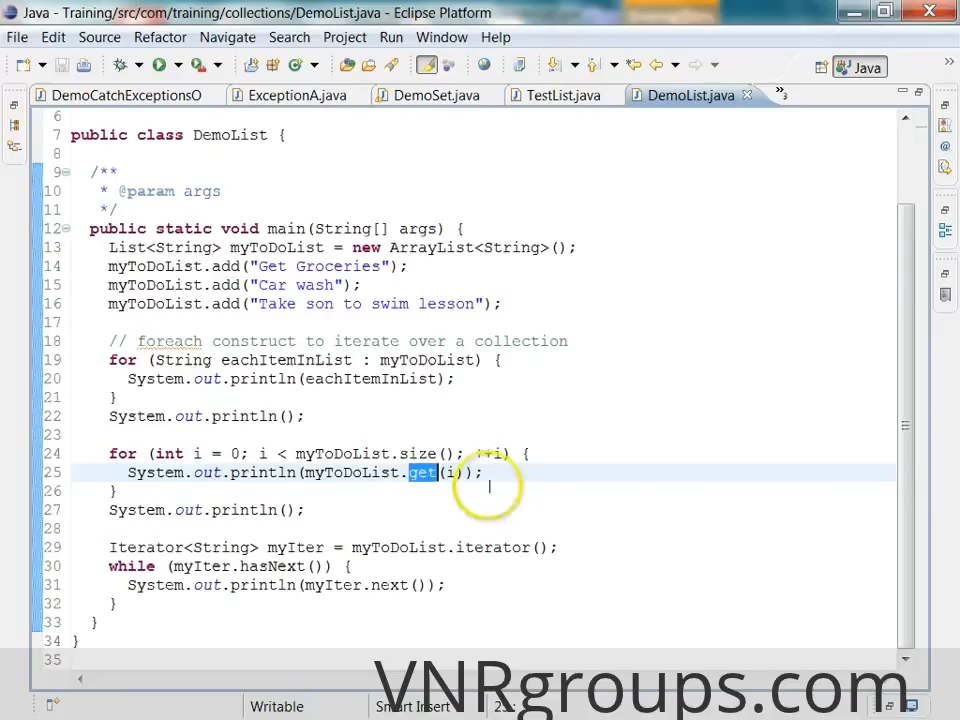 Java - Training/src/com/training/collections/DemoList.java - Eclipse Platform
File Edit Source Refactor Navigate Search Project Run Window Help
Java
DemoCatchExceptionsO ExceptionA.java DemoSet.java TestList.java DemoList.java 3
6
7 public class DemoList {
8
9 /**
10 * @param args
11 */
12 public static void main(String[] args) {
13 List<String> myToDoList = new ArrayList<String>();
14 myToDoList.add("Get Groceries");
15 myToDoList.add("Car wash");
16 myToDoList.add("Take son to swim lesson");
17
18 // foreach construct to iterate over a collection
19 for (String eachItemInList : myToDoList) {
20 System.out.println(eachItemInList);
21 }
22 System.out.println();
23
24 for (int i = 0; i < myToDoList.size(); ++i) {
25 System.out.println(myToDoList.get(i));
26 }
27 System.out.println();
28
29 Iterator<String> myIter = myToDoList.iterator();
30 while (myIter.hasNext()) {
31 System.out.println(myIter.next());
32 }
33 }
34 }
35
Writable Smart Insert
VNRgroups.com